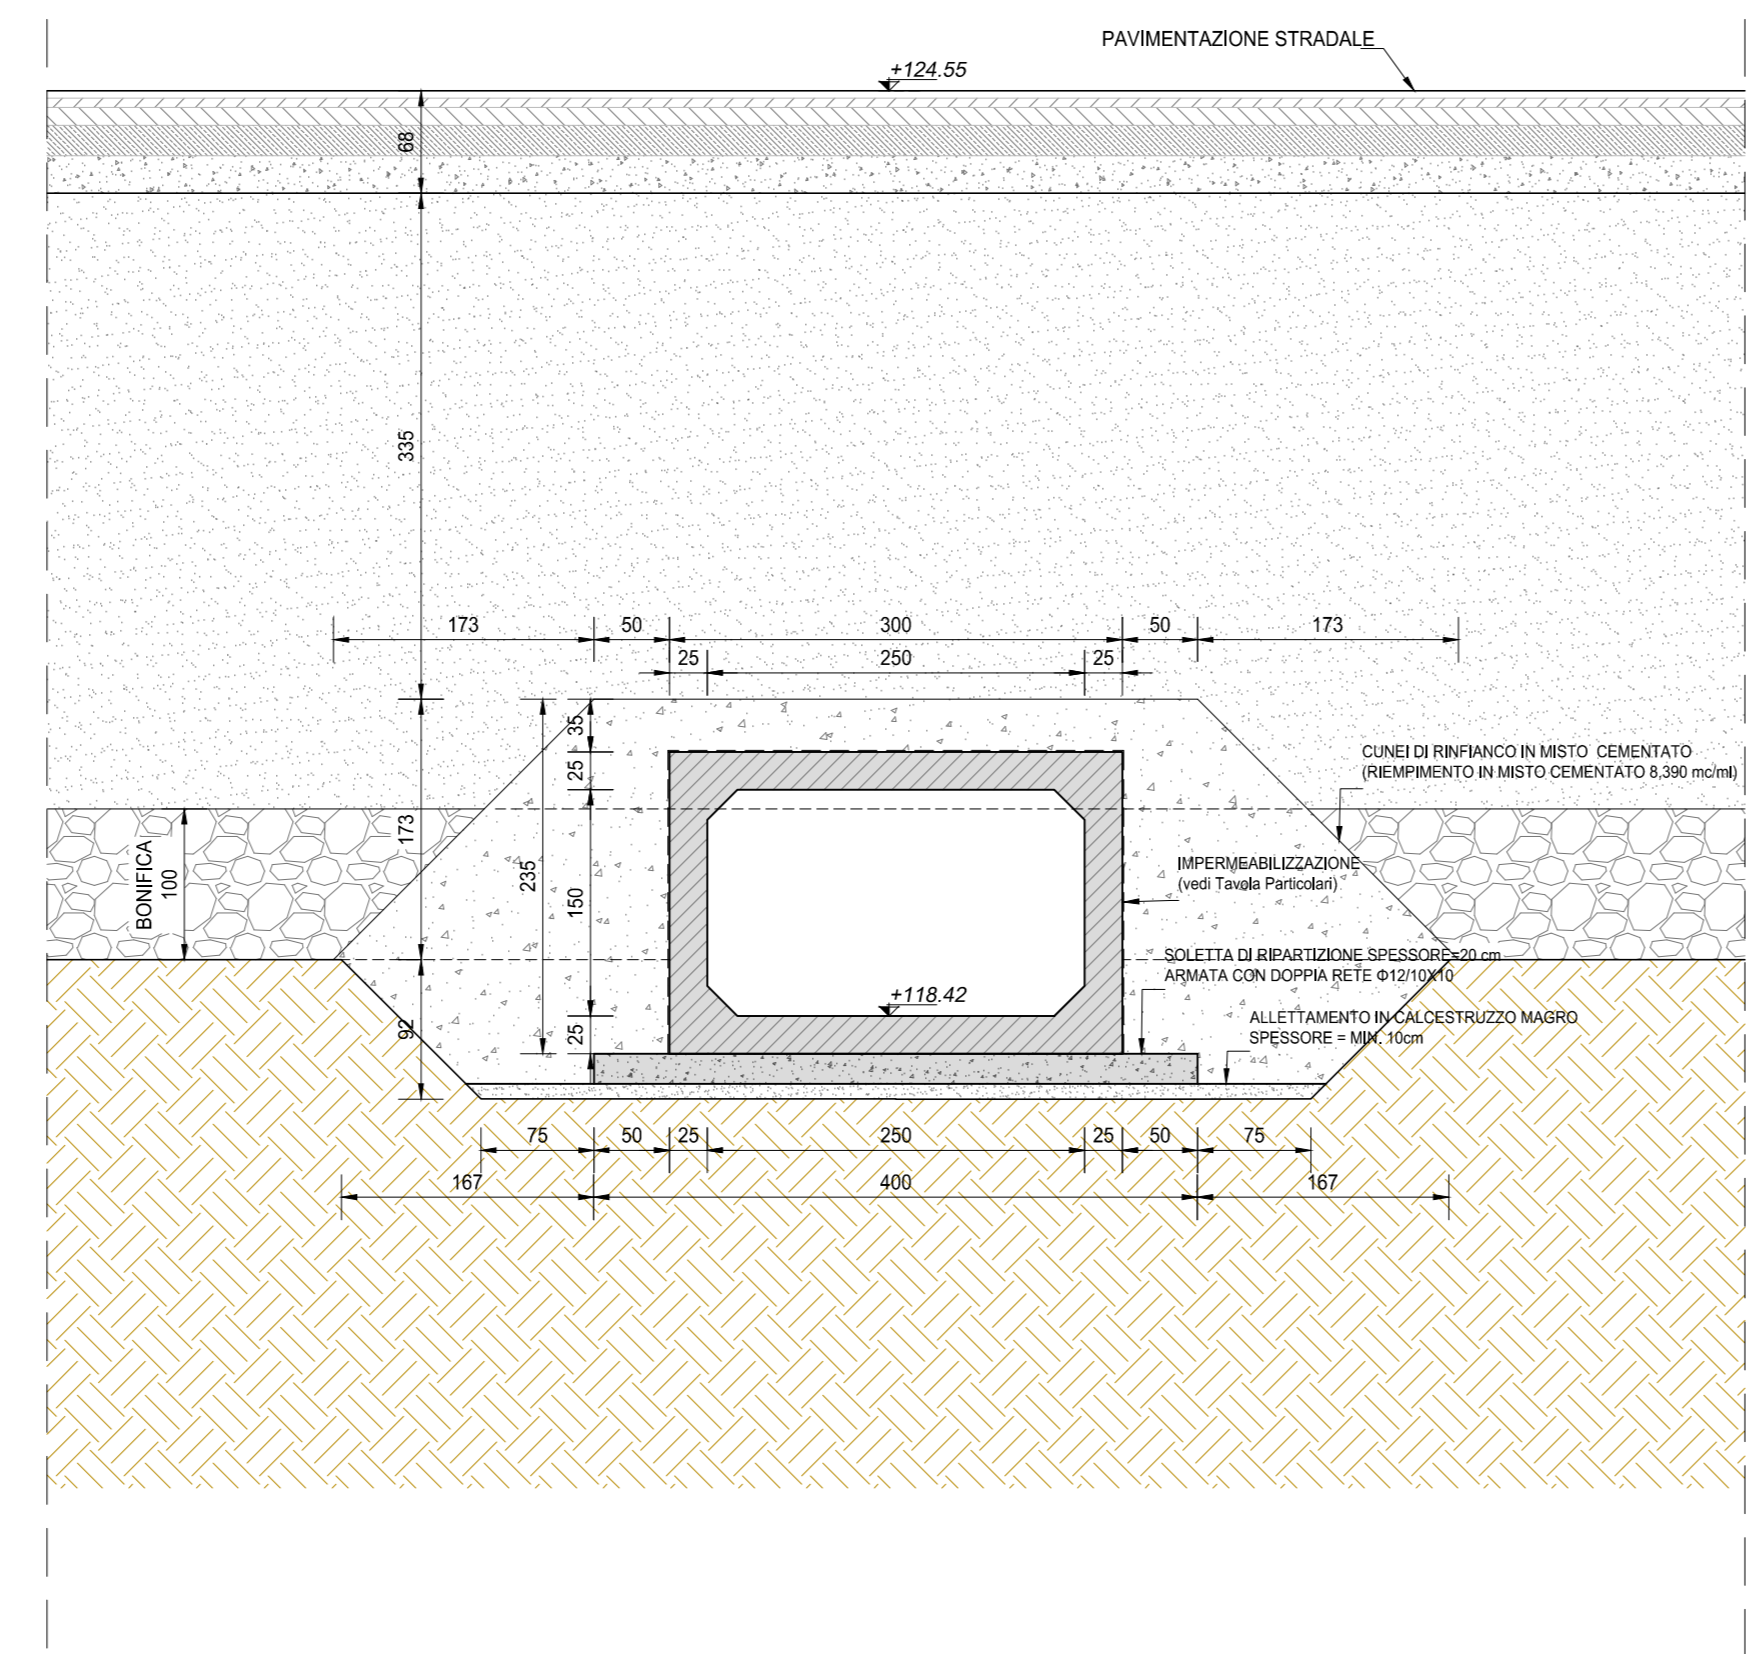 PAVIMENTAZIONE STRADALE
+124.55
68
335
173 50 300 50 173
25 250 25
35
CUNEI DI RINFIANCO IN MISTO CEMENTATO
(RIEMPIMENTO IN MISTO CEMENTATO 8,390 mc/ml)
25
173
BONIFICA
100
235
150
IMPERMEABILIZZAZIONE
(vedi Tavola Particolari)
SOLETTA DI RIPARTIZIONE SPESSORE=20 cm
ARMATA CON DOPPIA RETE Φ12/10X10
+118.42
92
25
ALLETTAMENTO IN CALCESTRUZZO MAGRO
SPESSORE = MIN. 10cm
75 50 25 250 25 50 75
167 400 167